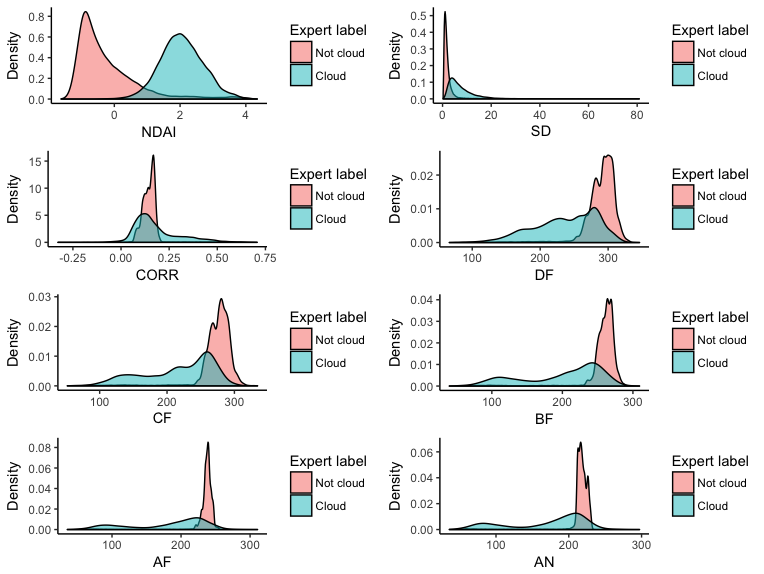 Density
0.8
0.6
0.4
0.2
0.0
0 2 4
NDAI
Expert label
Not cloud
Cloud
Density
0.5
0.4
0.3
0.2
0.1
0.0
0 20 40 60 80
SD
Expert label
Not cloud
Cloud
Density
15
10
5
0
-0.25 0.00 0.25 0.50 0.75
CORR
Expert label
Not cloud
Cloud
Density
0.02
0.01
0.00
100 200 300
DF
Expert label
Not cloud
Cloud
Density
0.03
0.02
0.01
0.00
100 200 300
CF
Expert label
Not cloud
Cloud
Density
0.04
0.03
0.02
0.01
0.00
100 200 300
BF
Expert label
Not cloud
Cloud
Density
0.08
0.06
0.04
0.02
0.00
100 200 300
AF
Expert label
Not cloud
Cloud
Density
0.06
0.04
0.02
0.00
100 200 300
AN
Expert label
Not cloud
Cloud